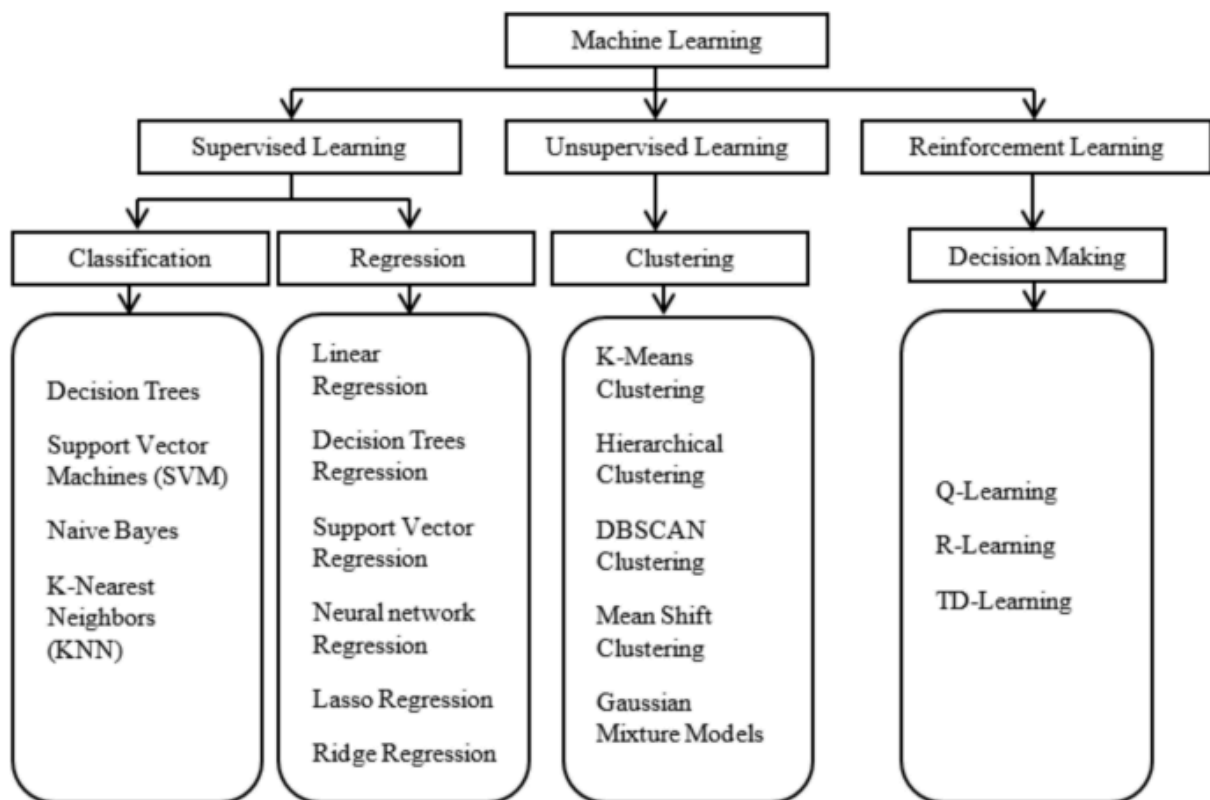 Machine Learning
Supervised Learning
Unsupervised Learning
Reinforcement Learning
Classification
Regression
Clustering
Decision Making
Decision Trees
Support Vector
Machines (SVM)
Naive Bayes
K-Nearest
Neighbors
(KNN)
Linear
Regression
Decision Trees
Regression
Support Vector
Regression
Neural network
Regression
Lasso Regression
Ridge Regression
K-Means
Clustering
Hierarchical
Clustering
DBSCAN
Clustering
Mean Shift
Clustering
Gaussian
Mixture Models
Q-Learning
R-Learning
TD-Learning